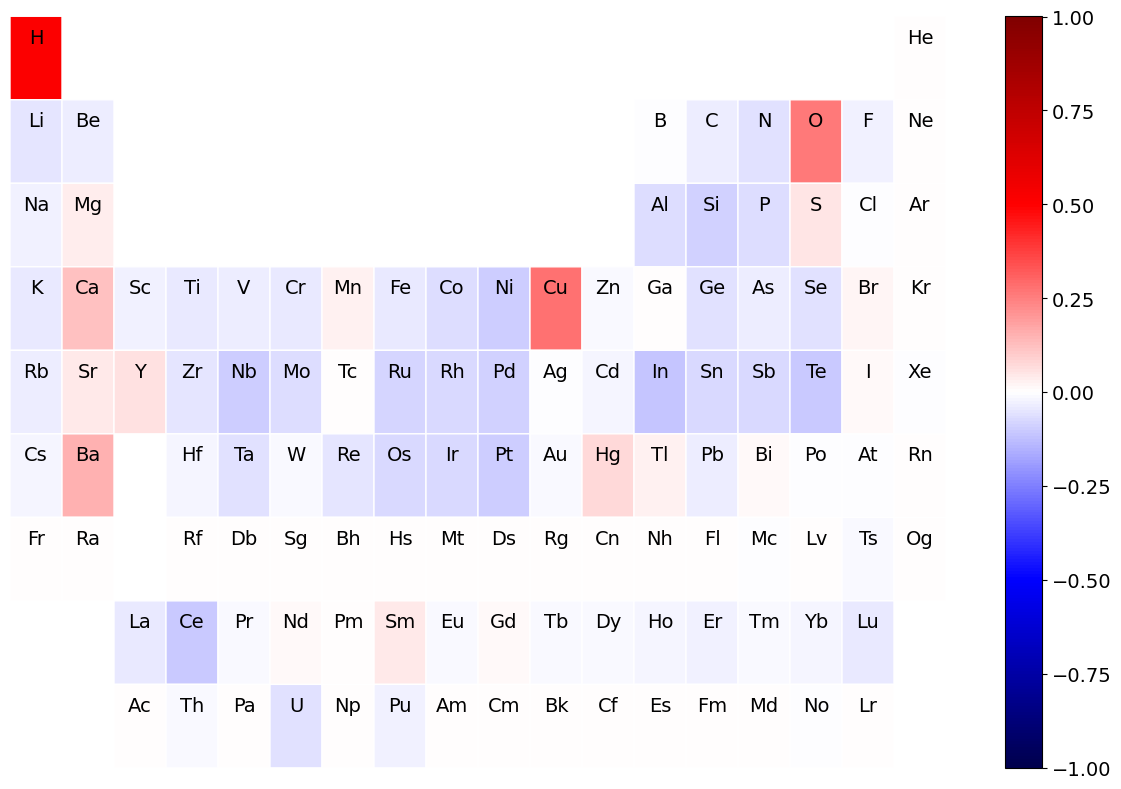 H He
Li Be B C N O F Ne
Na Mg Al Si P S Cl Ar
K Ca Sc Ti V Cr Mn Fe Co Ni Cu Zn Ga Ge As Se Br Kr
Rb Sr Y Zr Nb Mo Tc Ru Rh Pd Ag Cd In Sn Sb Te I Xe
Cs Ba Hf Ta W Re Os Ir Pt Au Hg Tl Pb Bi Po At Rn
Fr Ra Rf Db Sg Bh Hs Mt Ds Rg Cn Nh Fl Mc Lv Ts Og
La Ce Pr Nd Pm Sm Eu Gd Tb Dy Ho Er Tm Yb Lu
Ac Th Pa U Np Pu Am Cm Bk Cf Es Fm Md No Lr
1.00
0.75
0.50
0.25
0.00
−0.25
−0.50
−0.75
−1.00